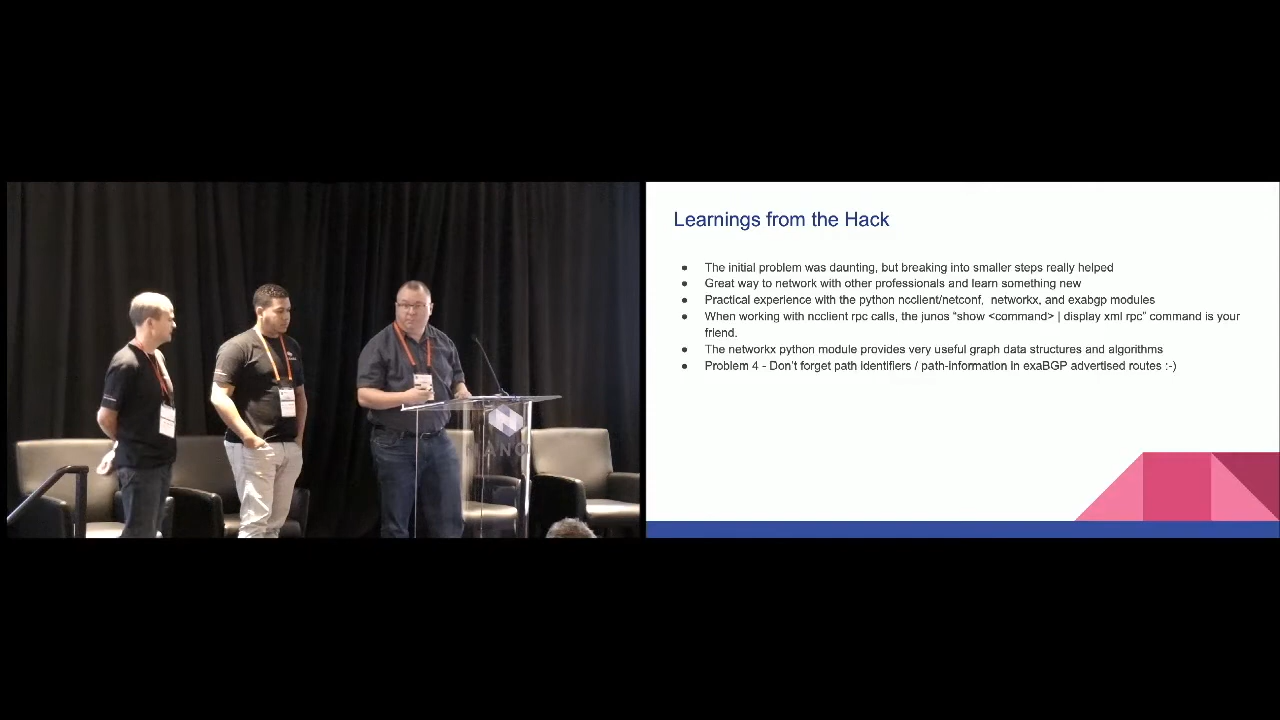 Learnings from the Hack
● The initial problem was daunting, but breaking into smaller steps really helped
● Great way to network with other professionals and learn something new
● Practical experience with the python ncclient/netconf, networkx, and exabgp modules
● When working with ncclient rpc calls, the junos “show <command> | display xml rpc” command is your
friend.
● The networkx python module provides very useful graph data structures and algorithms
● Problem 4 - Don’t forget path identifiers / path-information in exaBGP advertised routes :-)
NANO